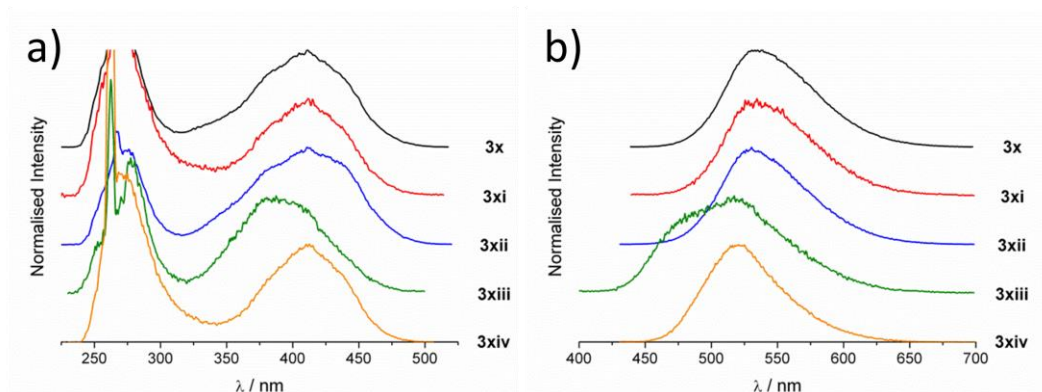 a)
Normalised Intensity
3x
3xi
3xii
3xiii
3xiv
250 300 350 400 450 500
λ / nm
b)
Normalised Intensity
3x
3xi
3xii
3xiii
3xiv
400 450 500 550 600 650 700
λ / nm